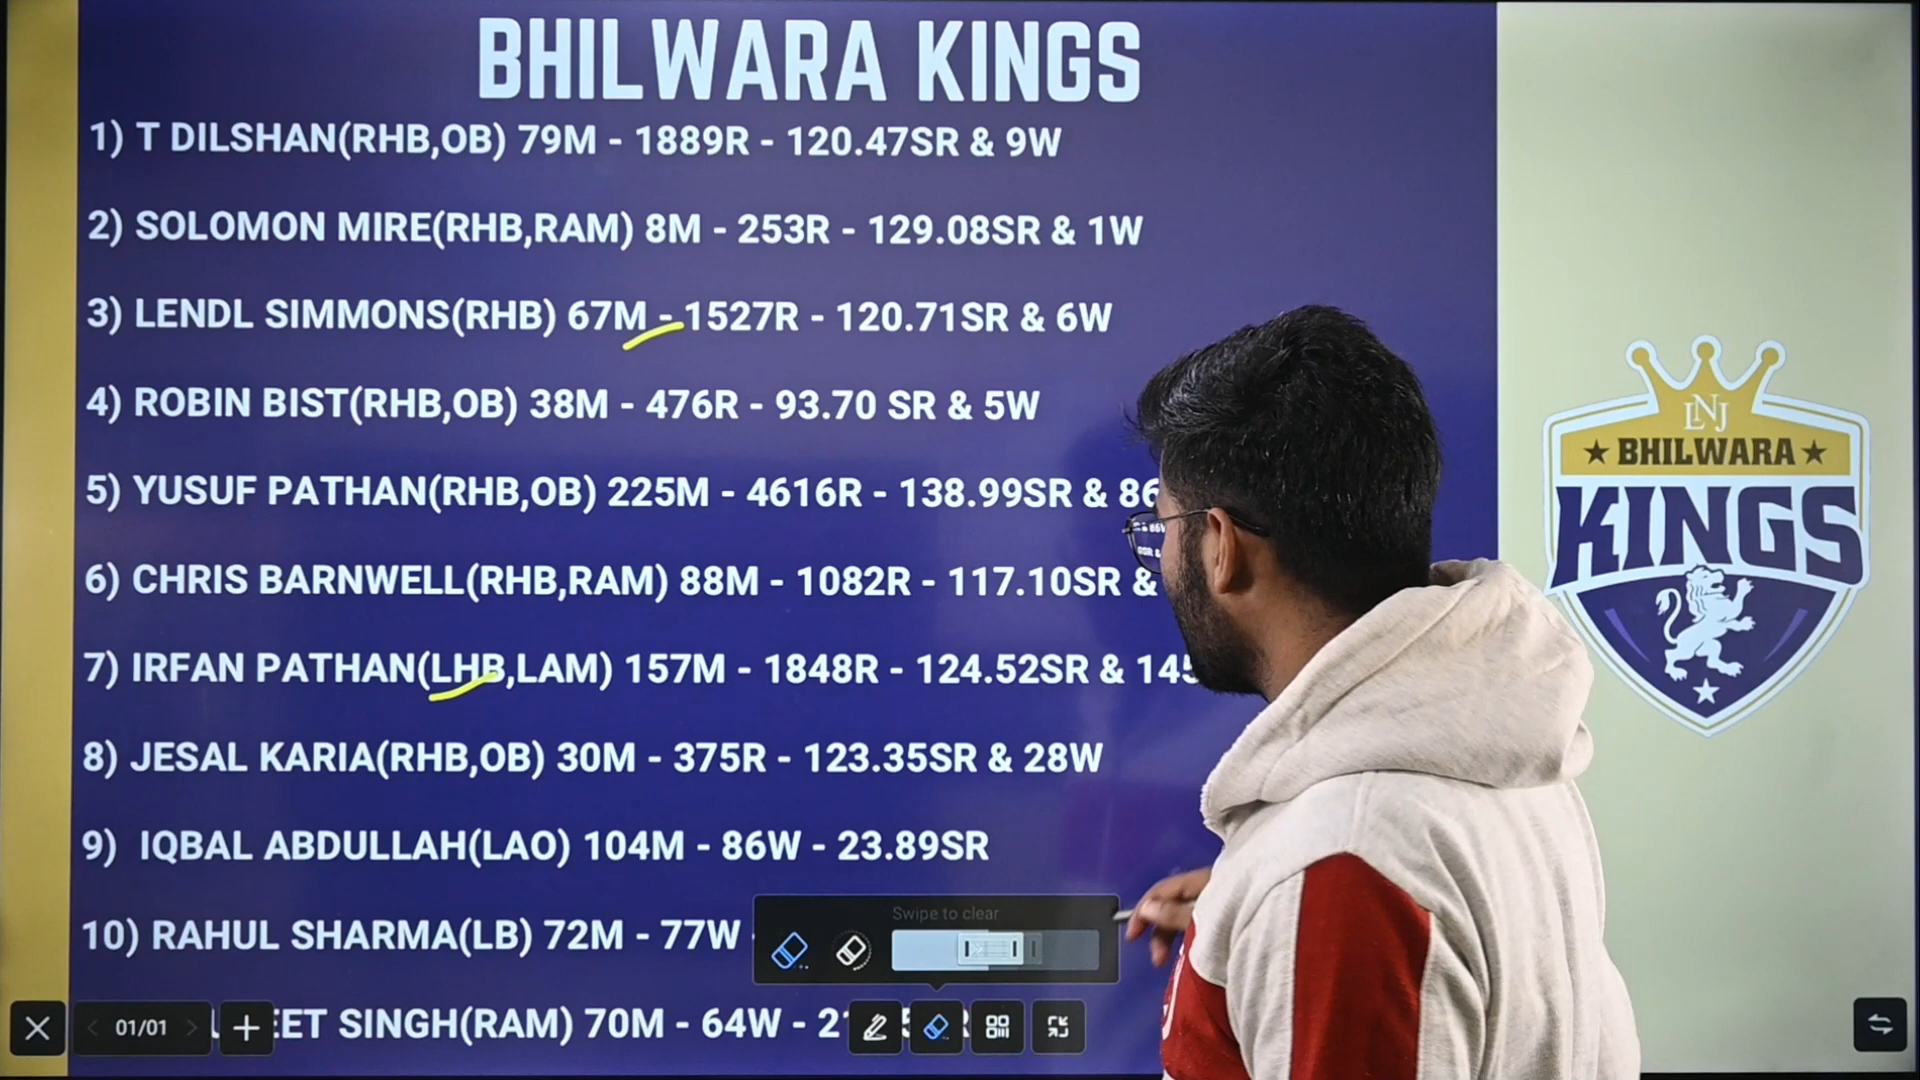 BHILWARA KINGS
1) T DILSHAN(RHB,OB) 79M - 1889R - 120.47SR & 9W
2) SOLOMON MIRE(RHB,RAM) 8M - 253R - 129.08SR & 1W
3) LENDL SIMMONS(RHB) 67M - 1527R - 120.71SR & 6W
4) ROBIN BIST(RHB,OB) 38M - 476R - 93.70 SR & 5W
5) YUSUF PATHAN(RHB,OB) 225M - 4616R - 138.99SR & 86
6) CHRIS BARNWELL(RHB,RAM) 88M - 1082R - 117.10SR &
7) IRFAN PATHAN(LHB,LAM) 157M - 1848R - 124.52SR & 145
8) JESAL KARIA(RHB,OB) 30M - 375R - 123.35SR & 28W
9) IQBAL ABDULLAH(LAO) 104M - 86W - 23.89SR
10) RAHUL SHARMA(LB) 72M - 77W
SINGH(RAM) 70M - 64W -
Swipe to clear
01/01
LNJ
BHILWARA
KINGS